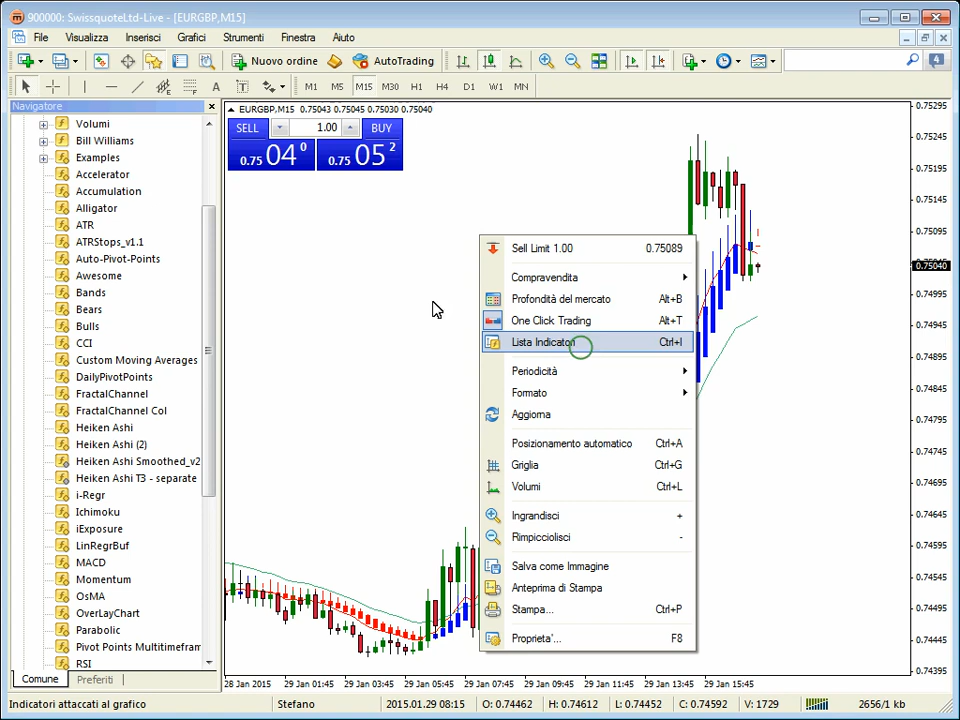 900000: SwissquoteLtd-Live - [EURGBP,M15]
File Visualizza Inserisci Grafici Strumenti Finestra Aiuto
Nuovo ordine AutoTrading 4
A T M1 M5 M15 M30 H1 H4 D1 W1 MN
Navigatore
Volumi
Bill Williams
Examples
Accelerator
Accumulation
Alligator
ATR
ATRStops_v1.1
Auto-Pivot-Points
Awesome
Bands
Bears
Bulls
CCI
Custom Moving Averages
DailyPivotPoints
FractalChannel
FractalChannel Col
Heiken Ashi
Heiken Ashi (2)
Heiken Ashi Smoothed_v2
Heiken Ashi T3 - separate
i-Regr
Ichimoku
iExposure
LinRegrBuf
MACD
Momentum
OsMA
OverLayChart
Parabolic
Pivot Points Multitimefram
RSI
Comune Preferiti
EURGBP,M15 0.75043 0.75045 0.75030 0.75040
SELL 1.00 BUY
0.75 04 0 0.75 05 2
Sell Limit 1.00 0.75089
Compravendita
Profondità del mercato Alt+B
One Click Trading Alt+T
Lista Indicatori Ctrl+I
Periodicità
Formato
Aggiorna
Posizionamento automatico Ctrl+A
Griglia Ctrl+G
Volumi Ctrl+L
Ingrandisci +
Rimpicciolisci -
Salva come Immagine
Anteprima di Stampa
Stampa... Ctrl+P
Proprieta'... F8
0.75295
0.75245
0.75195
0.75145
0.75095
0.75040
0.74995
0.74945
0.74895
0.74845
0.74795
0.74745
0.74695
0.74645
0.74595
0.74545
0.74495
0.74445
0.74395
28 Jan 2015 29 Jan 01:45 29 Jan 03:45 29 Jan 05:45 29 Jan 07:45 29 Jan 09:45 29 Jan 11:45 29 Jan 13:45 29 Jan 15:45
Indicatori attaccati al grafico Stefano 2015.01.29 08:15 O: 0.74462 H: 0.74612 L: 0.74452 C: 0.74592 V: 1729 2656/1 kb